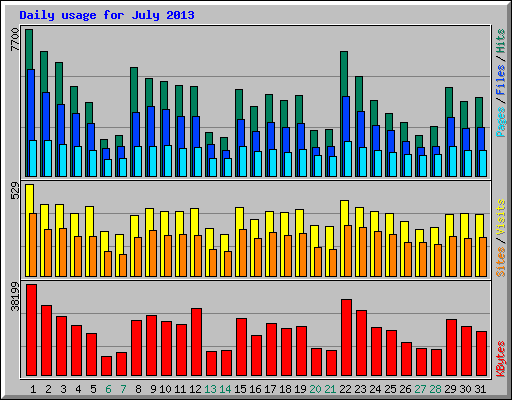 Daily usage for July 2013
7700
Pages / Files / Hits
529
Sites / Visits
38199
KBytes
1 2 3 4 5 6 7 8 9 10 11 12 13 14 15 16 17 18 19 20 21 22 23 24 25 26 27 28 29 30 31